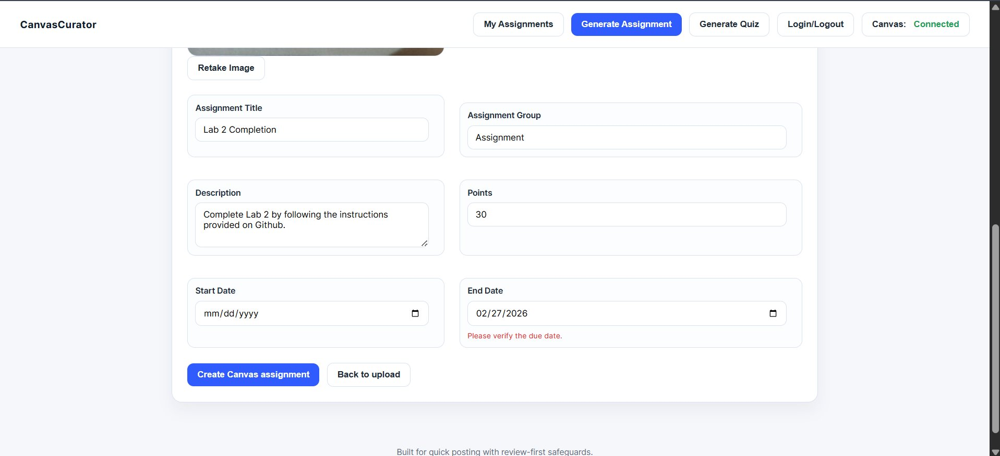 CanvasCurator
My Assignments
Generate Assignment
Generate Quiz
Login/Logout
Canvas: Connected
Retake Image
Assignment Title
Lab 2 Completion
Assignment Group
Assignment
Description
Complete Lab 2 by following the instructions
provided on Github.
Points
30
Start Date
mm/dd/yyyy
End Date
02/27/2026
Please verify the due date.
Create Canvas assignment
Back to upload
Built for quick posting with review-first safeguards.